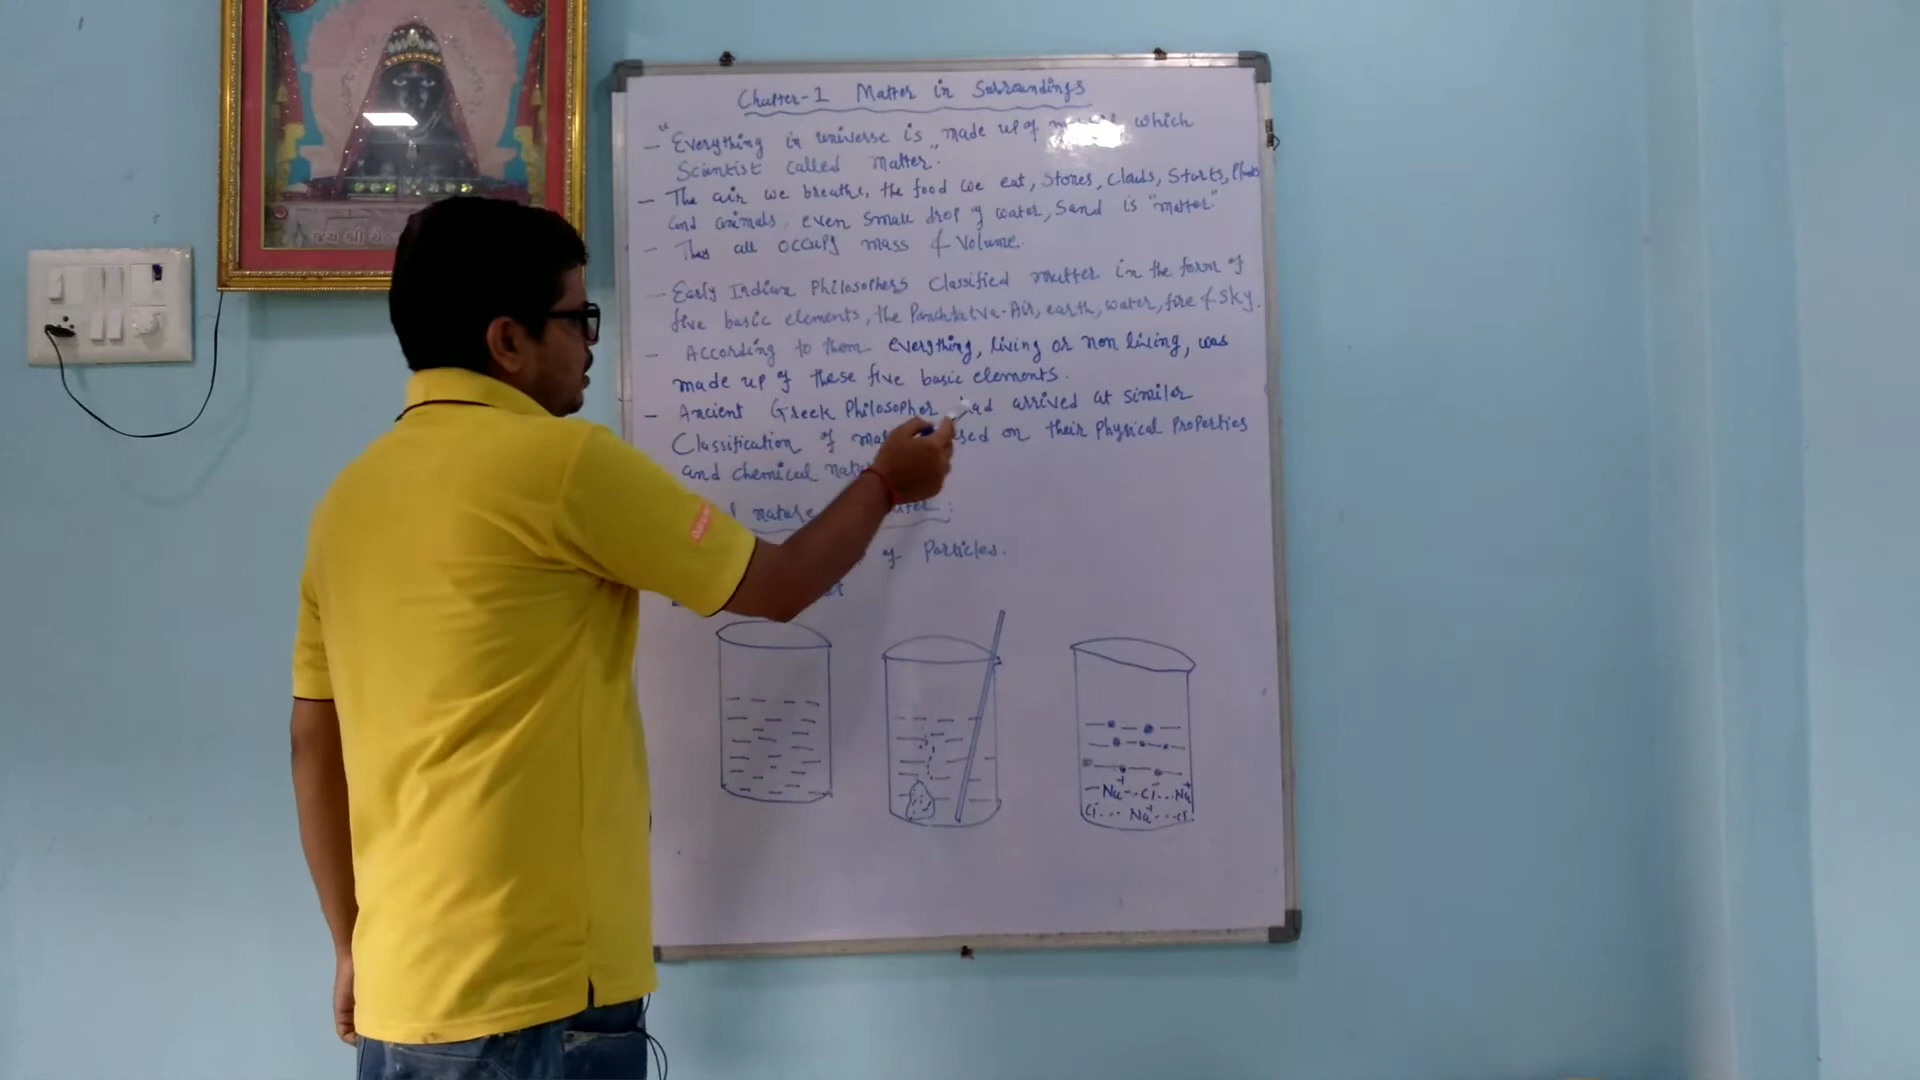 Chapter-1 Matter in Surroundings
- "Everything in universe is made up of which
Scientist called Matter".
- The air we breathe, the food we eat, Stones, Clouds, Starts, Plants
and animals, even small drop of water, Sand is "matter"
- Thus all occupy mass & Volume.
- Early Indian Philosophers Classified matter in the form of
five basic elements, the Panchtatva-Air, earth, water, fire & Sky.
- According to them everything, living or non living, was
made up of these five basic elements.
- Ancient Greek Philosopher had arrived at similar
Classification of on their Physical Properties
and chemical
nature :
of Particles.
-Na+--Cl-...Na+
Cl-... Na+...Cl-
જય શ્રી